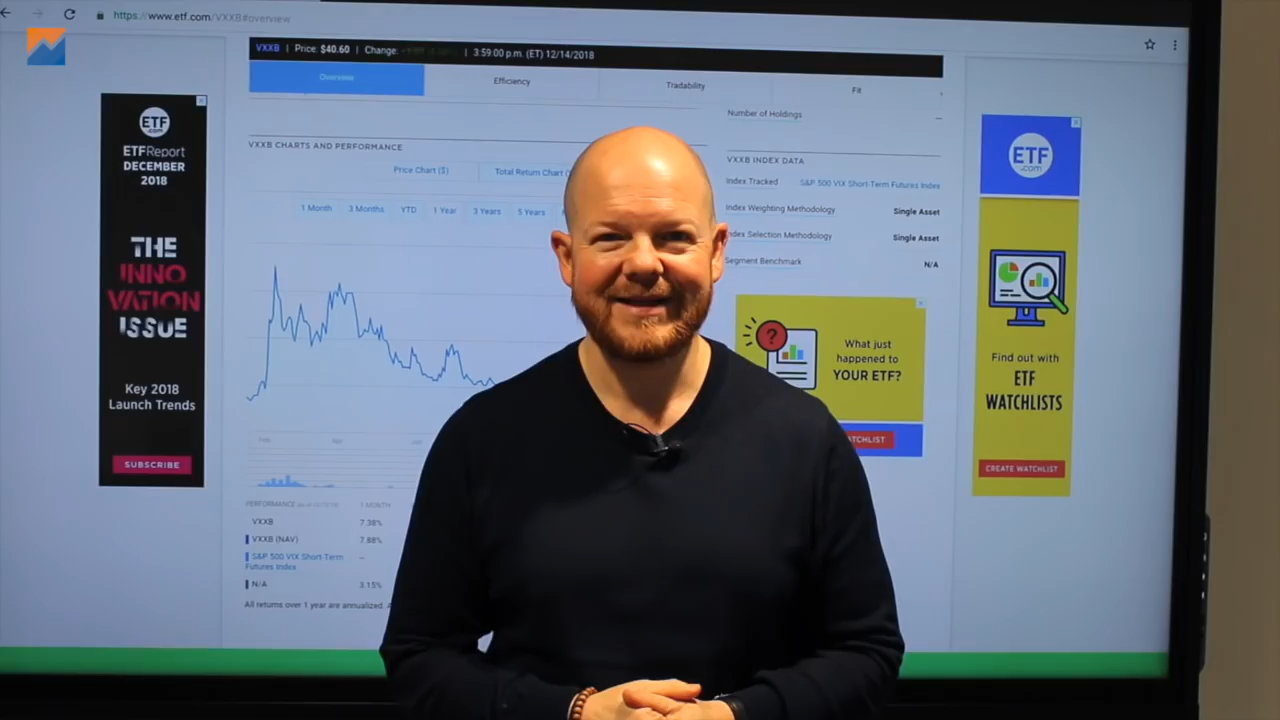 https://www.etf.com/VXXB#overview
VXXB | Price: $40.60 | Change: | 3:59:00 p.m. (ET) 12/14/2018
Overview
Efficiency
Tradability
Fit
Number of Holdings
--
ETF
.com
ETFReport
DECEMBER
2018
THE
INNO
VATION
ISSUE
Key 2018
Launch Trends
SUBSCRIBE
VXXB CHARTS AND PERFORMANCE
Price Chart ($)
Total Return Chart (
1 Month
3 Months
YTD
1 Year
3 Years
5 Years
PERFORMANCE
1 MONTH
VXXB
7.38%
VXXB (NAV)
7.88%
S&P 500 VIX Short-Term
Futures Index
--
N/A
3.15%
All returns over 1 year are annualized.
VXXB INDEX DATA
Index Tracked
S&P 500 VIX Short-Term Futures Index
Index Weighting Methodology
Single Asset
Index Selection Methodology
Single Asset
Segment Benchmark
N/A
?
What just
happened to
YOUR ETF?
ATCHLIST
ETF
.com
Find out with
ETF
WATCHLISTS
CREATE WATCHLIST